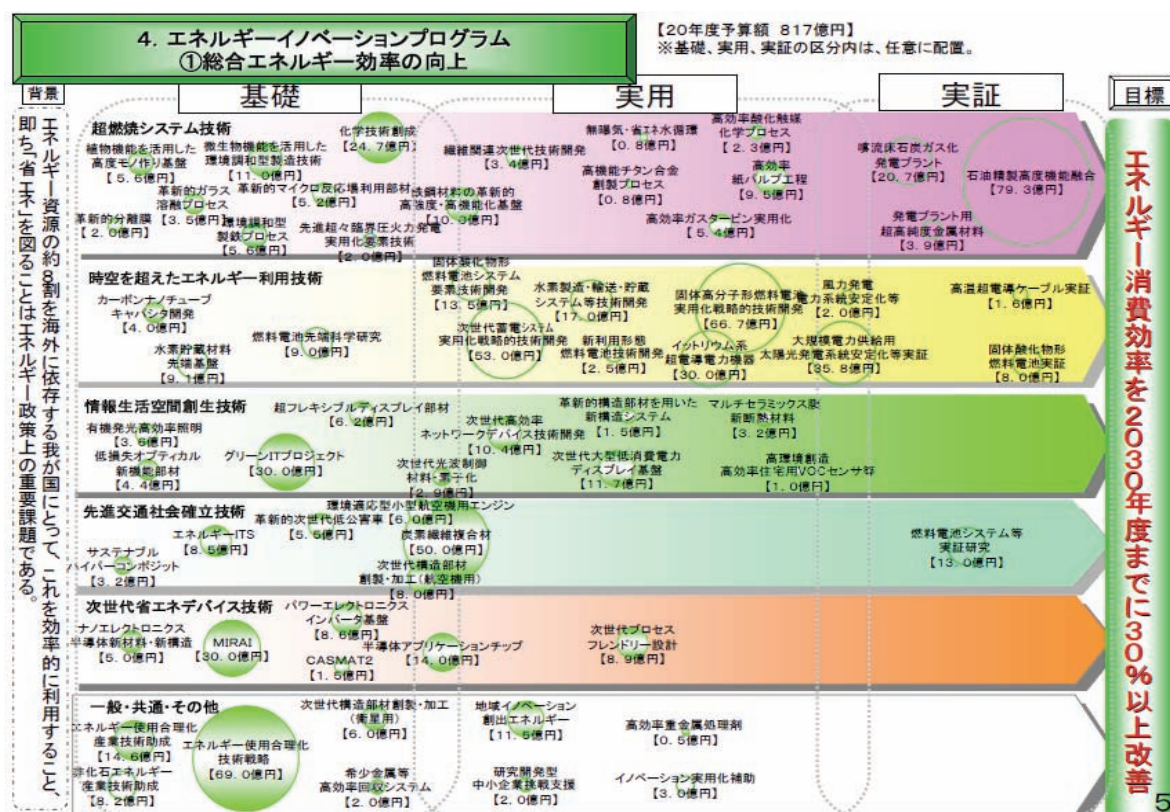 4. エネルギーイノベーションプログラム
①総合エネルギー効率の向上
【20年度予算額 817億円】
※基礎、実用、実証の区分内は、任意に配置。
背景
エネルギー資源の約8割を海外に依存する我が国にとって、これを効率的に利用すること、
即ち「省エネ」を図ることはエネルギー政策上の重要課題である。
基礎
実用
実証
目標
エネルギー消費効率を2030年度までに30%以上改善
超燃焼システム技術
植物機能を活用した
高度モノ作り基盤
【5.6億円】
微生物機能を活用した
環境調和型製造技術
【11.0億円】
化学技術創成
【24.7億円】
革新的ガラス
溶融プロセス
【3.5億円】
革新的マイクロ反応場利用部材
【5.2億円】
革新的分離膜
【2.0億円】
環境調和型
製鉄プロセス
【5.6億円】
先進超々臨界圧火力発電
実用化要素技術
【2.0億円】
繊維関連次世代技術開発
【3.4億円】
鉄鋼材料の革新的
高強度・高機能化基盤
無曝気・省エネ水循環
【0.8億円】
高機能チタン合金
創製プロセス
【0.8億円】
高効率酸化触媒
化学プロセス
【2.3億円】
高効率
紙パルプ工程
【9.5億円】
高効率ガスタービン実用化
【5.4億円】
噴流床石炭ガス化
発電プラント
【20.7億円】
石油精製高度機能融合
【79.3億円】
発電プラント用
超高純度金属材料
【3.9億円】
時空を超えたエネルギー利用技術
カーボンナノチューブ
キャパシタ開発
【4.0億円】
水素貯蔵材料
先端基盤
【9.1億円】
燃料電池先端科学研究
【9.0億円】
固体酸化物形
燃料電池システム
要素技術開発
【13.5億円】
次世代蓄電システム
実用化戦略的技術開発
【53.0億円】
水素製造・輸送・貯蔵
システム等技術開発
【17.0億円】
新利用形態
燃料電池技術開発
【2.5億円】
固体高分子形燃料電池
実用化戦略的技術開発
【66.7億円】
イットリウム系
超電導電力機器
【30.0億円】
風力発電
電力系統安定化等
【2.0億円】
大規模電力供給用
太陽光発電系統安定化等実証
【35.8億円】
高温超電導ケーブル実証
【1.6億円】
固体酸化物形
燃料電池実証
【8.0億円】
情報生活空間創生技術
有機発光高効率照明
【3.6億円】
低損失オプティカル
新機能部材
【4.4億円】
超フレキシブルディスプレイ部材
【6.2億円】
グリーンITプロジェクト
【30.0億円】
次世代高効率
ネットワークデバイス技術開発
【10.4億円】
次世代光波制御
材料・素子化
【2.9億円】
革新的構造部材を用いた
新構造システム
【1.5億円】
次世代大型低消費電力
ディスプレイ基盤
【11.7億円】
マルチセラミックス膜
新断熱材料
【3.2億円】
高環境創造
高効率住宅用VOCセンサ等
【1.0億円】
先進交通社会確立技術
サステナブル
ハイパーコンポジット
【3.2億円】
エネルギーITS
【8.5億円】
革新的次世代低公害車
【5.5億円】
環境適応型小型航空機用エンジン
【6.0億円】
炭素繊維複合材
【50.0億円】
次世代構造部材
創製・加工(航空機用)
【8.0億円】
燃料電池システム等
実証研究
【13.0億円】
次世代省エネデバイス技術
ナノエレクトロニクス
半導体新材料・新構造
【5.0億円】
MIRAI
【30.0億円】
パワーエレクトロニクス
インバータ基盤
【8.6億円】
CASMAT2
【1.5億円】
半導体アプリケーションチップ
【14.0億円】
次世代プロセス
フレンドリー設計
【8.9億円】
一般・共通・その他
エネルギー使用合理化
産業技術助成
【14.6億円】
非化石エネルギー
産業技術助成
【8.2億円】
エネルギー使用合理化
技術戦略
【69.0億円】
次世代構造部材創製・加工
(衛星用)
【6.0億円】
希少金属等
高効率回収システム
【2.0億円】
地域イノベーション
創出エネルギー
【11.5億円】
研究開発型
中小企業挑戦支援
【2.0億円】
高効率重金属処理剤
【0.5億円】
イノベーション実用化補助
【3.0億円】
5